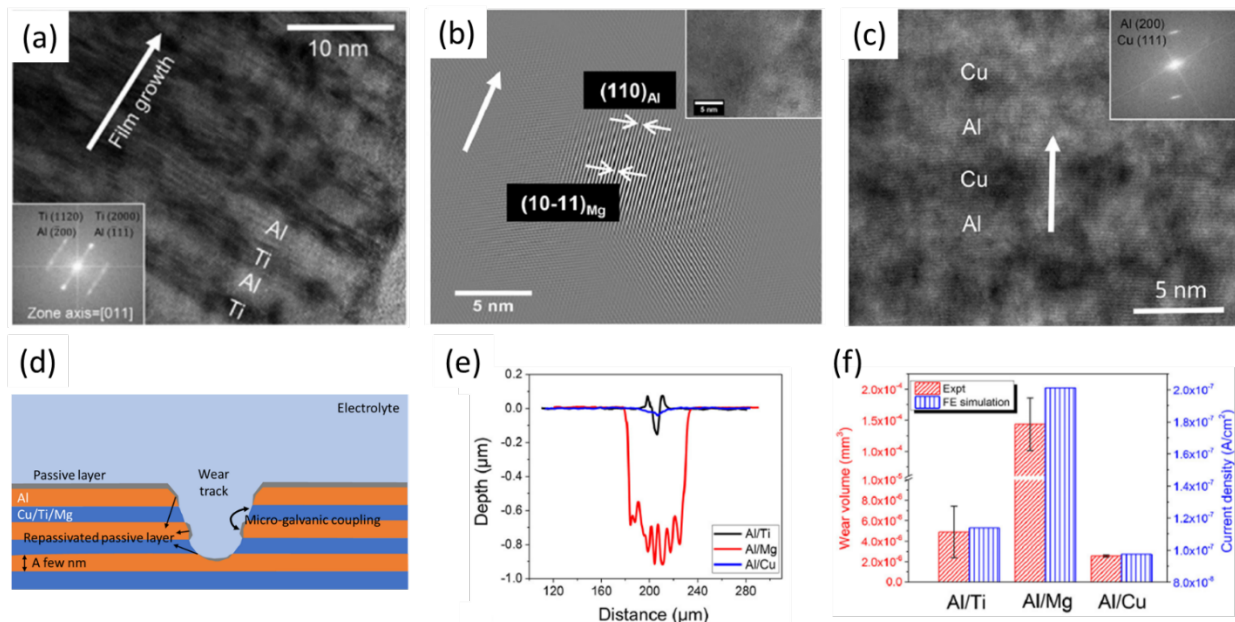 (a)
10 nm
Film growth
Al
Ti
Al
Ti
Ti (1120) Ti (2000)
Al (200) Al (111)
Zone axis=[011]
(b)
5 nm
(110)Al
(10-11)Mg
5 nm
(c)
Al (200)
Cu (111)
Cu
Al
Cu
Al
5 nm
(d)
Electrolyte
Passive layer
Wear
track
Al
Cu/Ti/Mg
Micro-galvanic coupling
Repassivated passive layer
A few nm
(e)
0.2
0.0
-0.2
-0.4
-0.6
-0.8
-1.0
Depth (μm)
Al/Ti
Al/Mg
Al/Cu
120 160 200 240 280
Distance (μm)
(f)
Expt
FE simulation
Wear volume (mm³)
2.0x10⁻⁴
1.5x10⁻⁴
1.0x10⁻⁴
1.0x10⁻⁵
8.0x10⁻⁶
6.0x10⁻⁶
4.0x10⁻⁶
2.0x10⁻⁶
0.0
2.0x10⁻⁷
1.8x10⁻⁷
1.6x10⁻⁷
1.4x10⁻⁷
1.2x10⁻⁷
1.0x10⁻⁷
8.0x10⁻⁸
Current density (A/cm²)
Al/Ti Al/Mg Al/Cu